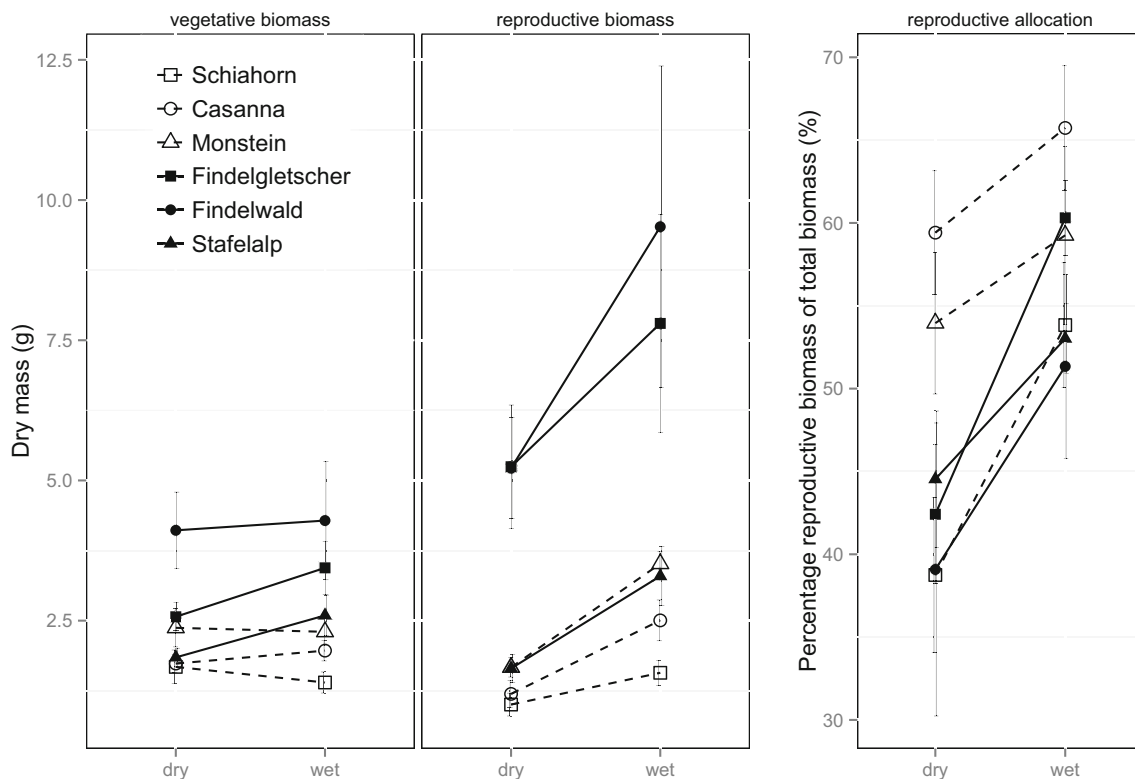 vegetative biomass
reproductive biomass
reproductive allocation
12.5
10.0
7.5
5.0
2.5
Dry mass (g)
Schiahorn
Casanna
Monstein
Findelgletscher
Findelwald
Stafelalp
dry
wet
dry
wet
Percentage reproductive biomass of total biomass (%)
70
60
50
40
30
dry
wet